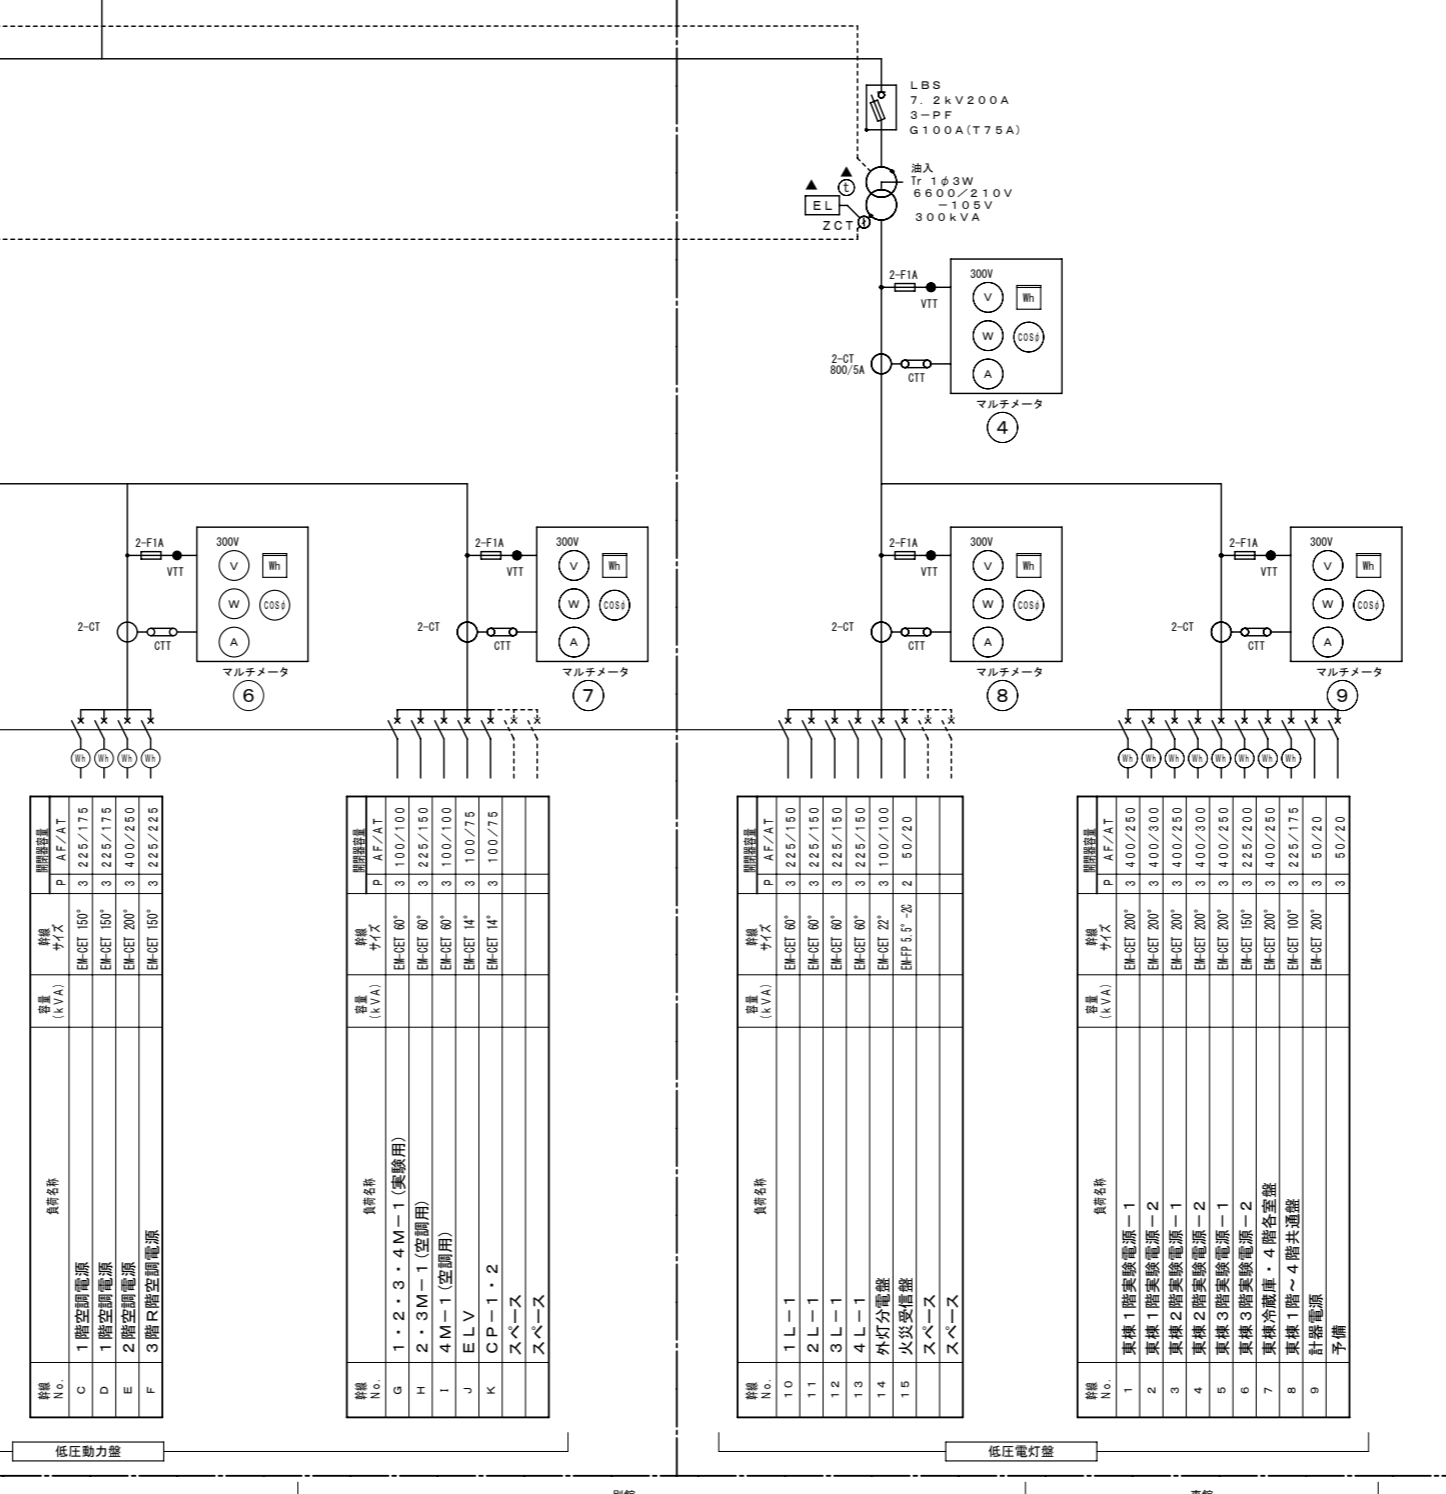 LBS
7.2kV200A
3-PF
G100A(T75A)
油入
Tr 1φ3W
6600/210V
-105V
300kVA
t
EL
ZCT
2-F1A
VTT
300V
V
Wh
W
COSφ
2-CT
800/5A
CTT
A
マルチメータ
4
2-F1A
VTT
300V
V
Wh
W
COSφ
2-CT
CTT
A
マルチメータ
6
2-F1A
VTT
300V
V
Wh
W
COSφ
2-CT
CTT
A
マルチメータ
7
2-F1A
VTT
300V
V
Wh
W
COSφ
2-CT
CTT
A
マルチメータ
8
2-F1A
VTT
300V
V
Wh
W
COSφ
2-CT
CTT
A
マルチメータ
9
Wh Wh Wh Wh
Wh Wh Wh Wh Wh Wh Wh Wh
幹線No. 負荷名称 容量(kVA) 幹線サイズ 開閉器容量 P AF/AT
C 1階空調電源 EM-CET 150° 3 225/175
D 1階空調電源 EM-CET 150° 3 225/175
E 2階空調電源 EM-CET 200° 3 400/250
F 3階R階空調電源 EM-CET 150° 3 225/225
幹線No. 負荷名称 容量(kVA) 幹線サイズ 開閉器容量 P AF/AT
G 1・2・3・4M-1(実験用) EM-CET 60° 3 100/100
H 2・3M-1(空調用) EM-CET 60° 3 225/150
I 4M-1(空調用) EM-CET 60° 3 100/100
J ELV EM-CET 14° 3 100/75
K CP-1・2 EM-CET 14° 3 100/75
スペース
スペース
幹線No. 負荷名称 容量(kVA) 幹線サイズ 開閉器容量 P AF/AT
10 1L-1 EM-CET 60° 3 225/150
11 2L-1 EM-CET 60° 3 225/150
12 3L-1 EM-CET 60° 3 225/150
13 4L-1 EM-CET 60° 3 225/150
14 外灯分電盤 EM-CET 22° 3 100/100
15 火災受信盤 EM-FP 5.5°-2C 2 50/20
スペース
スペース
幹線No. 負荷名称 容量(kVA) 幹線サイズ 開閉器容量 P AF/AT
1 東棟1階実験電源-1 EM-CET 200° 3 400/250
2 東棟1階実験電源-2 EM-CET 200° 3 400/300
3 東棟2階実験電源-1 EM-CET 200° 3 400/250
4 東棟2階実験電源-2 EM-CET 200° 3 400/300
5 東棟3階実験電源-1 EM-CET 200° 3 400/250
6 東棟3階実験電源-2 EM-CET 150° 3 225/200
7 東棟冷蔵庫・4階各室盤 EM-CET 200° 3 400/250
8 東棟1階～4階共通盤 EM-CET 100° 3 225/175
9 計器電源 EM-CET 200° 3 50/20
予備 3 50/20
低圧動力盤
低圧電灯盤